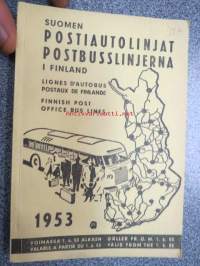 SUOMEN
POSTIAUTOLINJAT
POSTBUSSLINJERNA
I FINLAND
LIGNES D'AUTOBUS
POSTAUX DE FINLANDE
FINNISH POST
OFFICE BUS LINES
1953
VOIMASSA 1.6.53 ALKAEN
GÄLLER FR. O. M. 1.6.53
VALABLE A PARTIR DU 1.6.53
VALID FROM THE 1.6.53